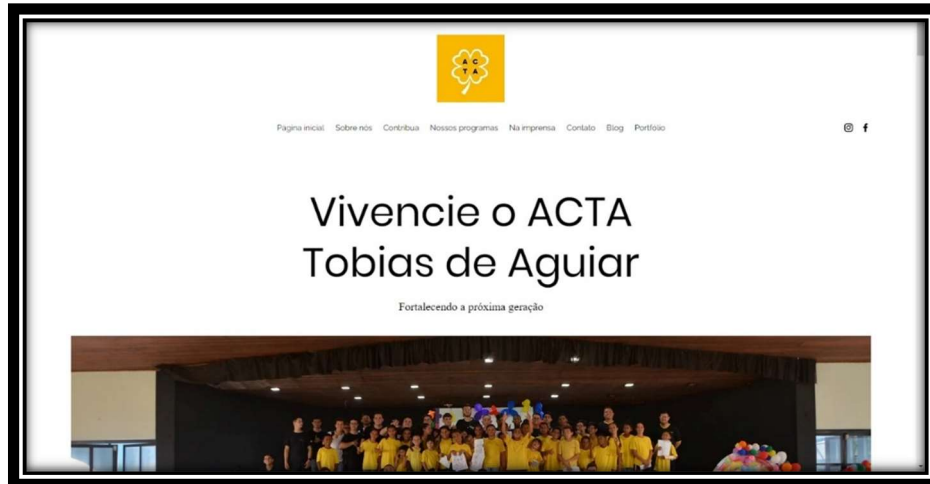 A C
T A
Página inicial Sobre nós Contribua Nossos programas Na imprensa Contato Blog Portfólio
Vivencie o ACTA
Tobias de Aguiar
Fortalecendo a próxima geração